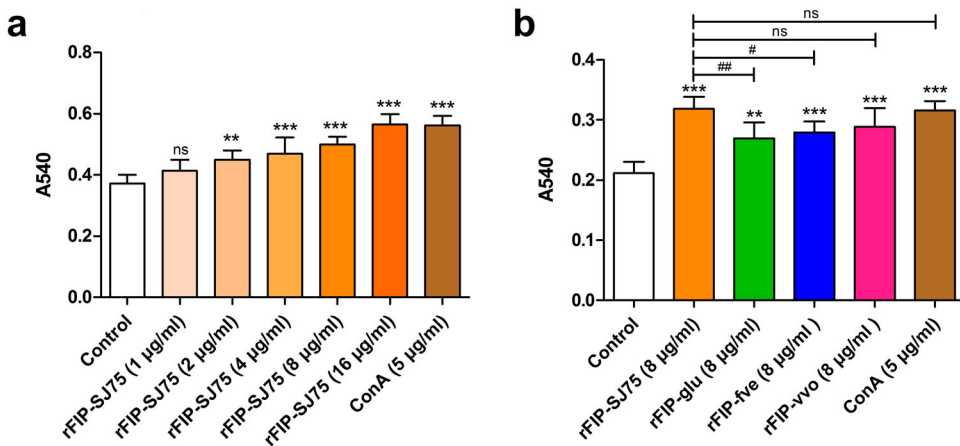 a
A540
0.8
0.6
0.4
0.2
0.0
ns
**
***
***
***
***
Control
rFIP-SJ75 (1 μg/ml)
rFIP-SJ75 (2 μg/ml)
rFIP-SJ75 (4 μg/ml)
rFIP-SJ75 (8 μg/ml)
rFIP-SJ75 (16 μg/ml)
ConA (5 μg/ml)
b
A540
0.4
0.3
0.2
0.1
0.0
ns
ns
#
##
***
**
***
***
***
Control
rFIP-SJ75 (8 μg/ml)
rFIP-glu (8 μg/ml)
rFIP-fve (8 μg/ml )
rFIP-vvo (8 μg/ml )
ConA (5 μg/ml)